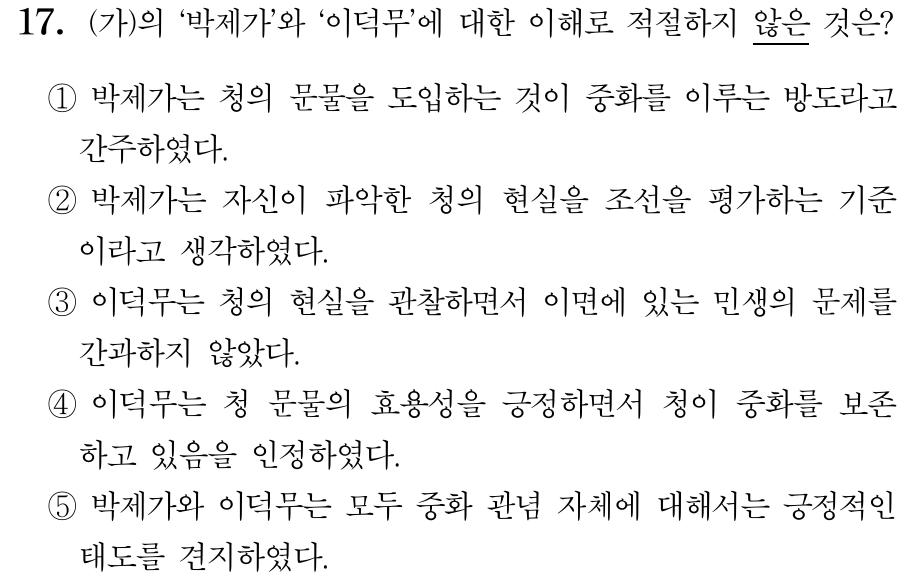 17. (가)의 ‘박제가’와 ‘이덕무’에 대한 이해로 적절하지 않은 것은?
① 박제가는 청의 문물을 도입하는 것이 중화를 이루는 방도라고
간주하였다.
② 박제가는 자신이 파악한 청의 현실을 조선을 평가하는 기준
이라고 생각하였다.
③ 이덕무는 청의 현실을 관찰하면서 이면에 있는 민생의 문제를
간과하지 않았다.
④ 이덕무는 청 문물의 효용성을 긍정하면서 청이 중화를 보존
하고 있음을 인정하였다.
⑤ 박제가와 이덕무는 모두 중화 관념 자체에 대해서는 긍정적인
태도를 견지하였다.